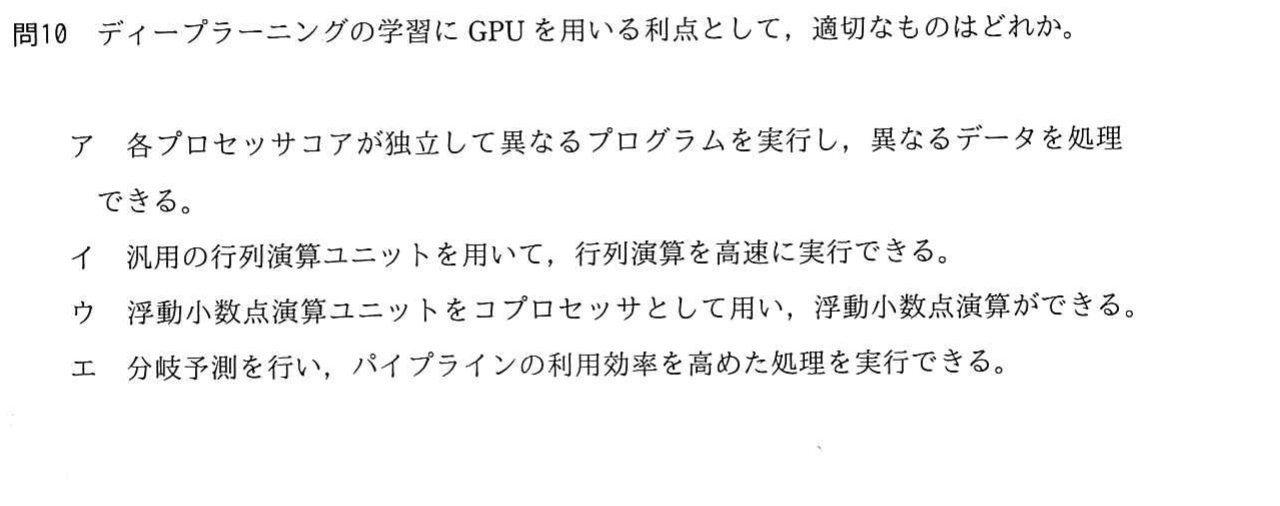 問10 ディープラーニングの学習に GPU を用いる利点として，適切なものはどれか。
ア 各プロセッサコアが独立して異なるプログラムを実行し，異なるデータを処理
できる。
イ 汎用の行列演算ユニットを用いて，行列演算を高速に実行できる。
ウ 浮動小数点演算ユニットをコプロセッサとして用い，浮動小数点演算ができる。
エ 分岐予測を行い，パイプラインの利用効率を高めた処理を実行できる。